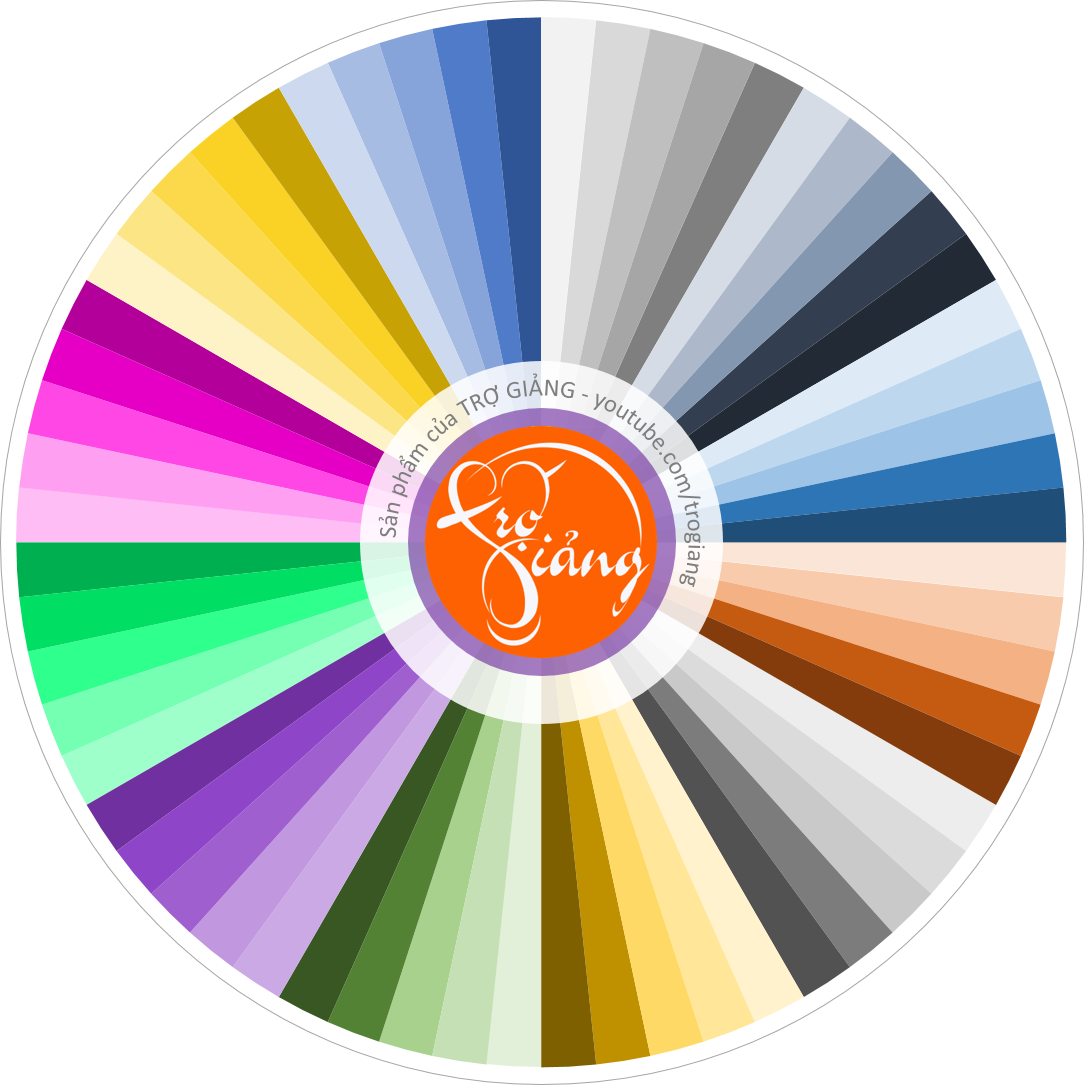 Sản phẩm của TRỢ GIẢNG - youtube.com/trogiang
Trợ
Giảng